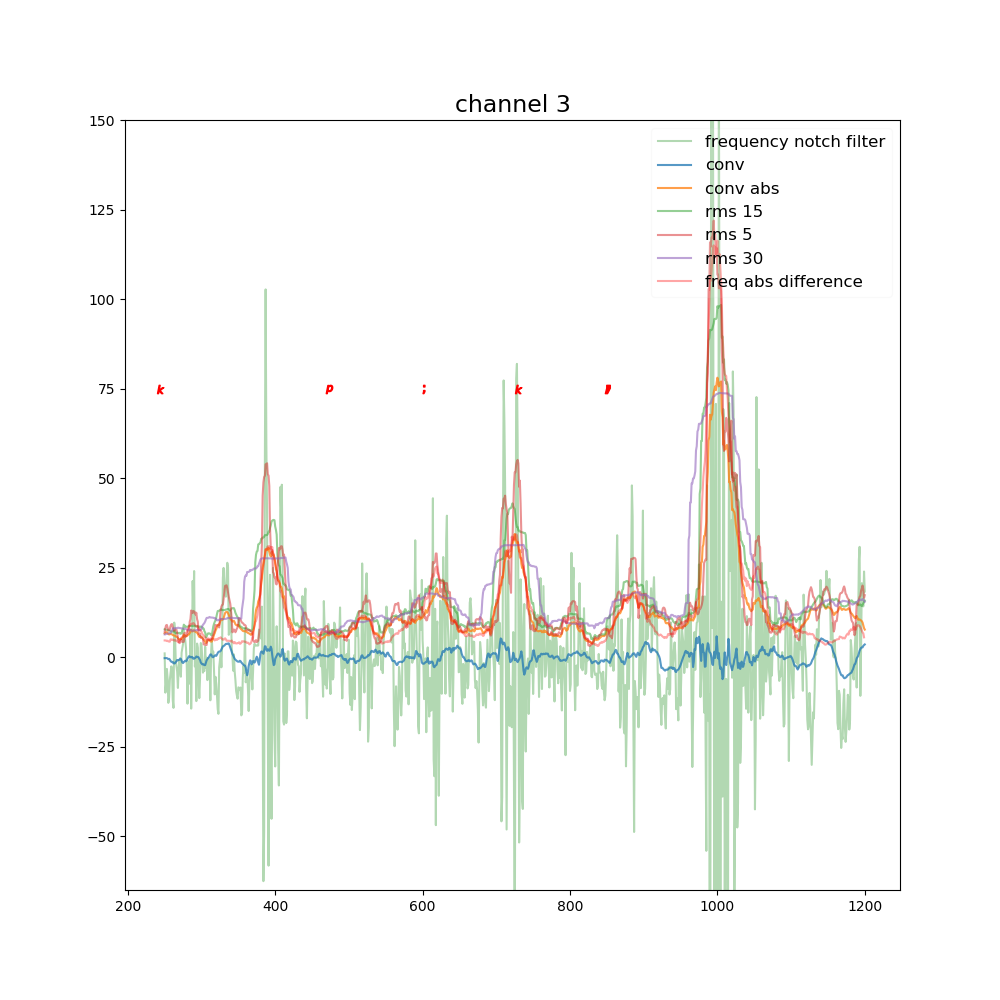 channel 3
150
125
100
75
50
25
0
−25
−50
200 400 600 800 1000 1200
frequency notch filter
conv
conv abs
rms 15
rms 5
rms 30
freq abs difference
k p ; k